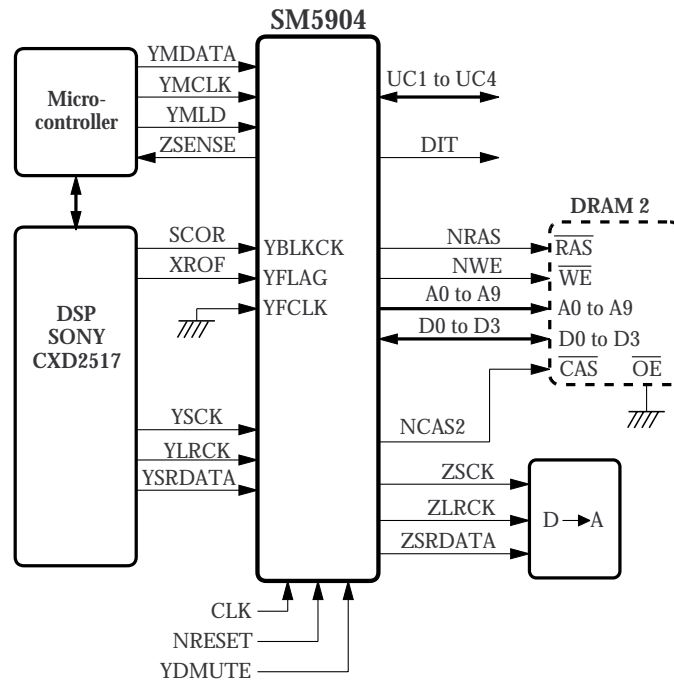 SM5904
Micro-
controller
YMDATA
YMCLK
YMLD
ZSENSE
UC1 to UC4
DIT
DSP
SONY
CXD2517
SCOR
XROF
YBLKCK
YFLAG
YFCLK
YSCK
YLRCK
YSRDATA
NRAS
NWE
A0 to A9
D0 to D3
NCAS2
DRAM 2
RAS
WE
A0 to A9
D0 to D3
CAS OE
ZSCK
ZLRCK
ZSRDATA
D A
CLK
NRESET
YDMUTE